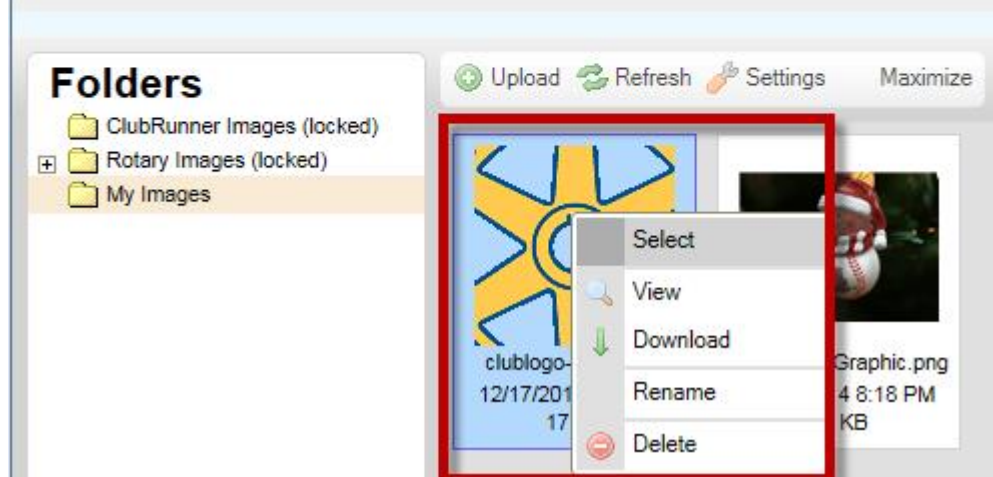 Folders
ClubRunner Images (locked)
Rotary Images (locked)
My Images
Upload Refresh Settings Maximize
Select
View
Download
Rename
Delete
clublogo-
12/17/201
17
Graphic.png
4 8:18 PM
KB